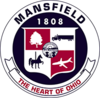 MANSFIELD
1808
THE HEART OF OHIO